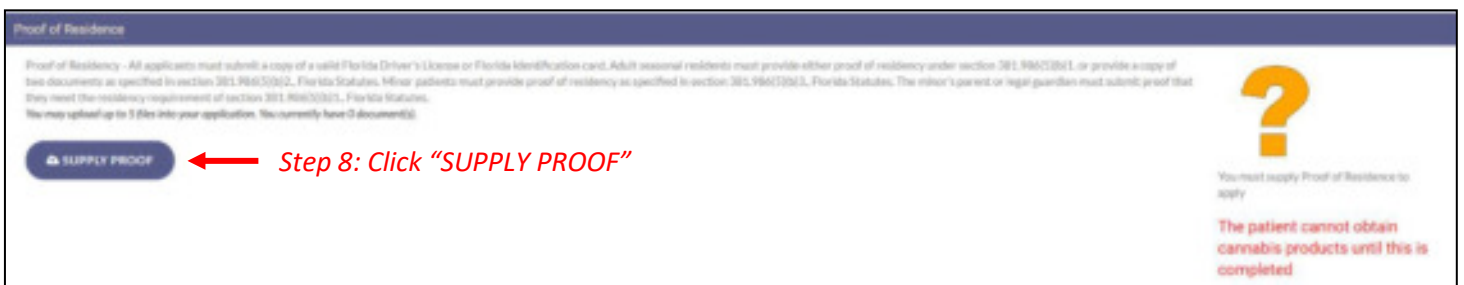 Proof of Residence
Proof of Residency - All applicants must submit a copy of a valid Florida Driver's License or Florida Identification card. Adult seasonal residents must provide either proof of residency under section 381.986(5)(b)1. or provide a copy of
two documents as specified in section 381.986(5)(b)2., Florida Statutes. Minor patients must provide proof of residency as specified in section 381.986(5)(b)3., Florida Statutes. The minor's parent or legal guardian must submit proof that
they meet the residency requirement of section 381.986(5)(b)1., Florida Statutes.
You may upload up to 5 files into your application. You currently have 0 document(s).
SUPPLY PROOF
Step 8: Click “SUPPLY PROOF”
?
You must supply Proof of Residence to
apply
The patient cannot obtain
cannabis products until this is
completed